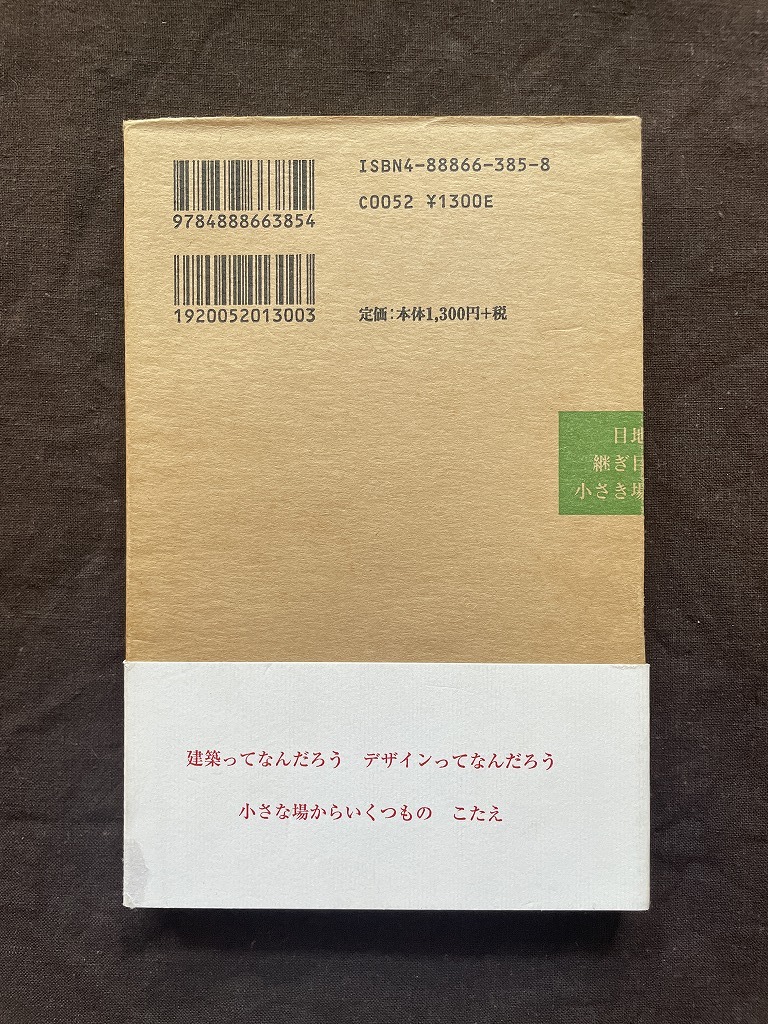 ISBN4-88866-385-8
9784888663854
C0052 ¥1300E
1920052013003
定価:本体1,300円+税
目地
継ぎ目
小さき場
建築ってなんだろう デザインってなんだろう
小さな場からいくつもの こたえ